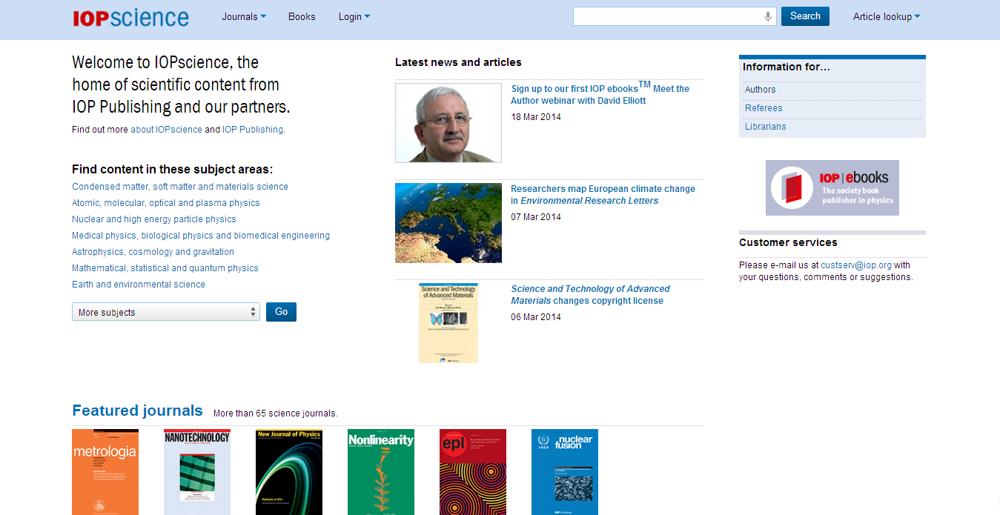 IOPscience
Journals
Books
Login
Search
Article lookup
Welcome to IOPscience, the
home of scientific content from
IOP Publishing and our partners.
Find out more about IOPscience and IOP Publishing.
Find content in these subject areas:
Condensed matter, soft matter and materials science
Atomic, molecular, optical and plasma physics
Nuclear and high energy particle physics
Medical physics, biological physics and biomedical engineering
Astrophysics, cosmology and gravitation
Mathematical, statistical and quantum physics
Earth and environmental science
More subjects
Go
Latest news and articles
Sign up to our first IOP ebooksTM Meet the
Author webinar with David Elliott
18 Mar 2014
Researchers map European climate change
in Environmental Research Letters
07 Mar 2014
Science and Technology
of Advanced Materials
Science and Technology of Advanced
Materials changes copyright license
06 Mar 2014
Information for...
Authors
Referees
Librarians
IOP | ebooks
The society book
publisher in physics
Customer services
Please e-mail us at custserv@iop.org with
your questions, comments or suggestions.
Featured journals
More than 65 science journals.
metrologia
NANOTECHNOLOGY
New Journal of Physics
Highlights of 2011
Nonlinearity
epl
IAEA
nuclear
fusion
IOP Publishing